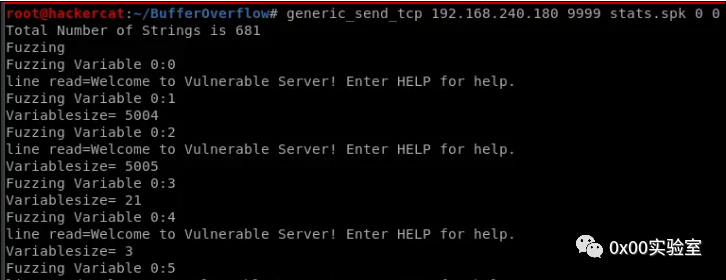 root@hackercat:~/BufferOverflow# generic_send_tcp 192.168.240.180 9999 stats.spk 0 0
Total Number of Strings is 681
Fuzzing
Fuzzing Variable 0:0
line read=Welcome to Vulnerable Server! Enter HELP for help.
Fuzzing Variable 0:1
Variablesize= 5004
Fuzzing Variable 0:2
line read=Welcome to Vulnerable Server! Enter HELP for help.
Variablesize= 5005
Fuzzing Variable 0:3
Variablesize= 21
Fuzzing Variable 0:4
line read=Welcome to Vulnerable Server! Enter HELP for help.
Variablesize= 3
Fuzzing Variable 0:5
0x00实验室